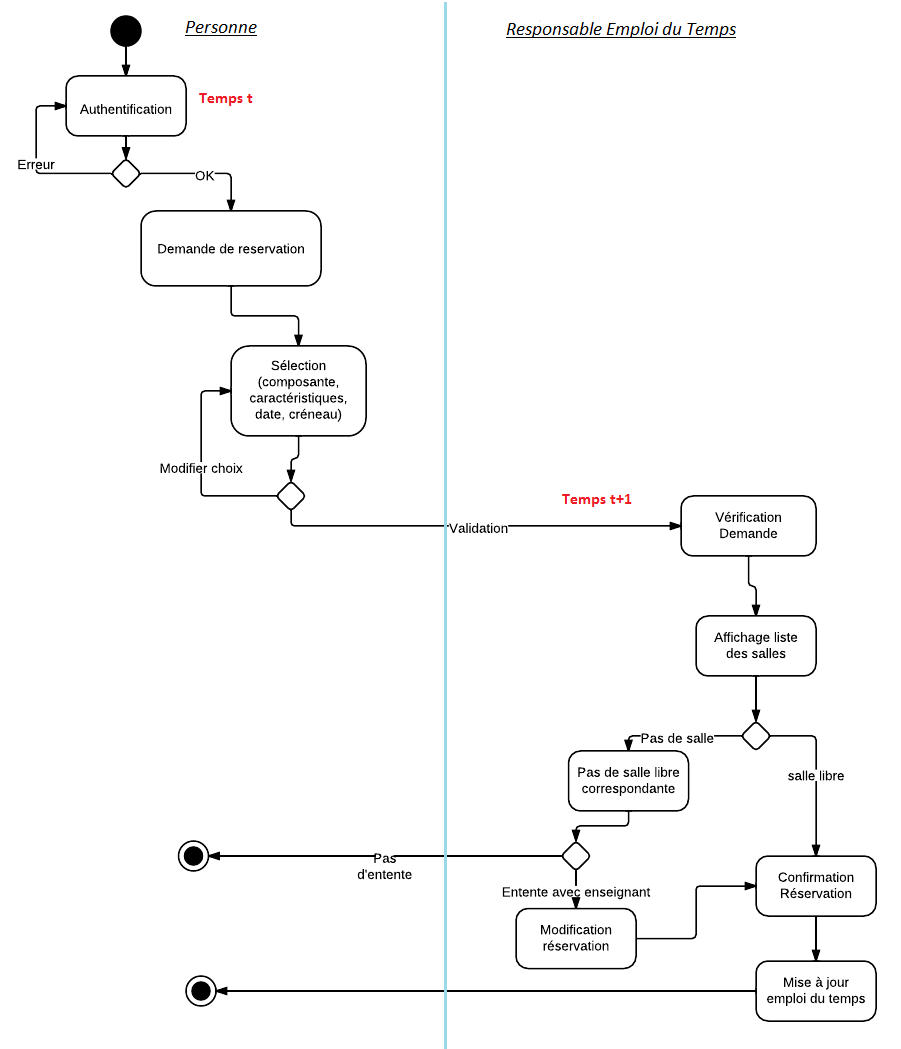 Personne
Responsable Emploi du Temps
Authentification
Temps t
Erreur
OK
Demande de reservation
Sélection
(composante,
caractéristiques,
date, créneau)
Modifier choix
Temps t+1
Validation
Vérification
Demande
Affichage liste
des salles
Pas de salle
Pas de salle libre
correspondante
salle libre
Pas
d'entente
Entente avec enseignant
Confirmation
Réservation
Modification
réservation
Mise à jour
emploi du temps